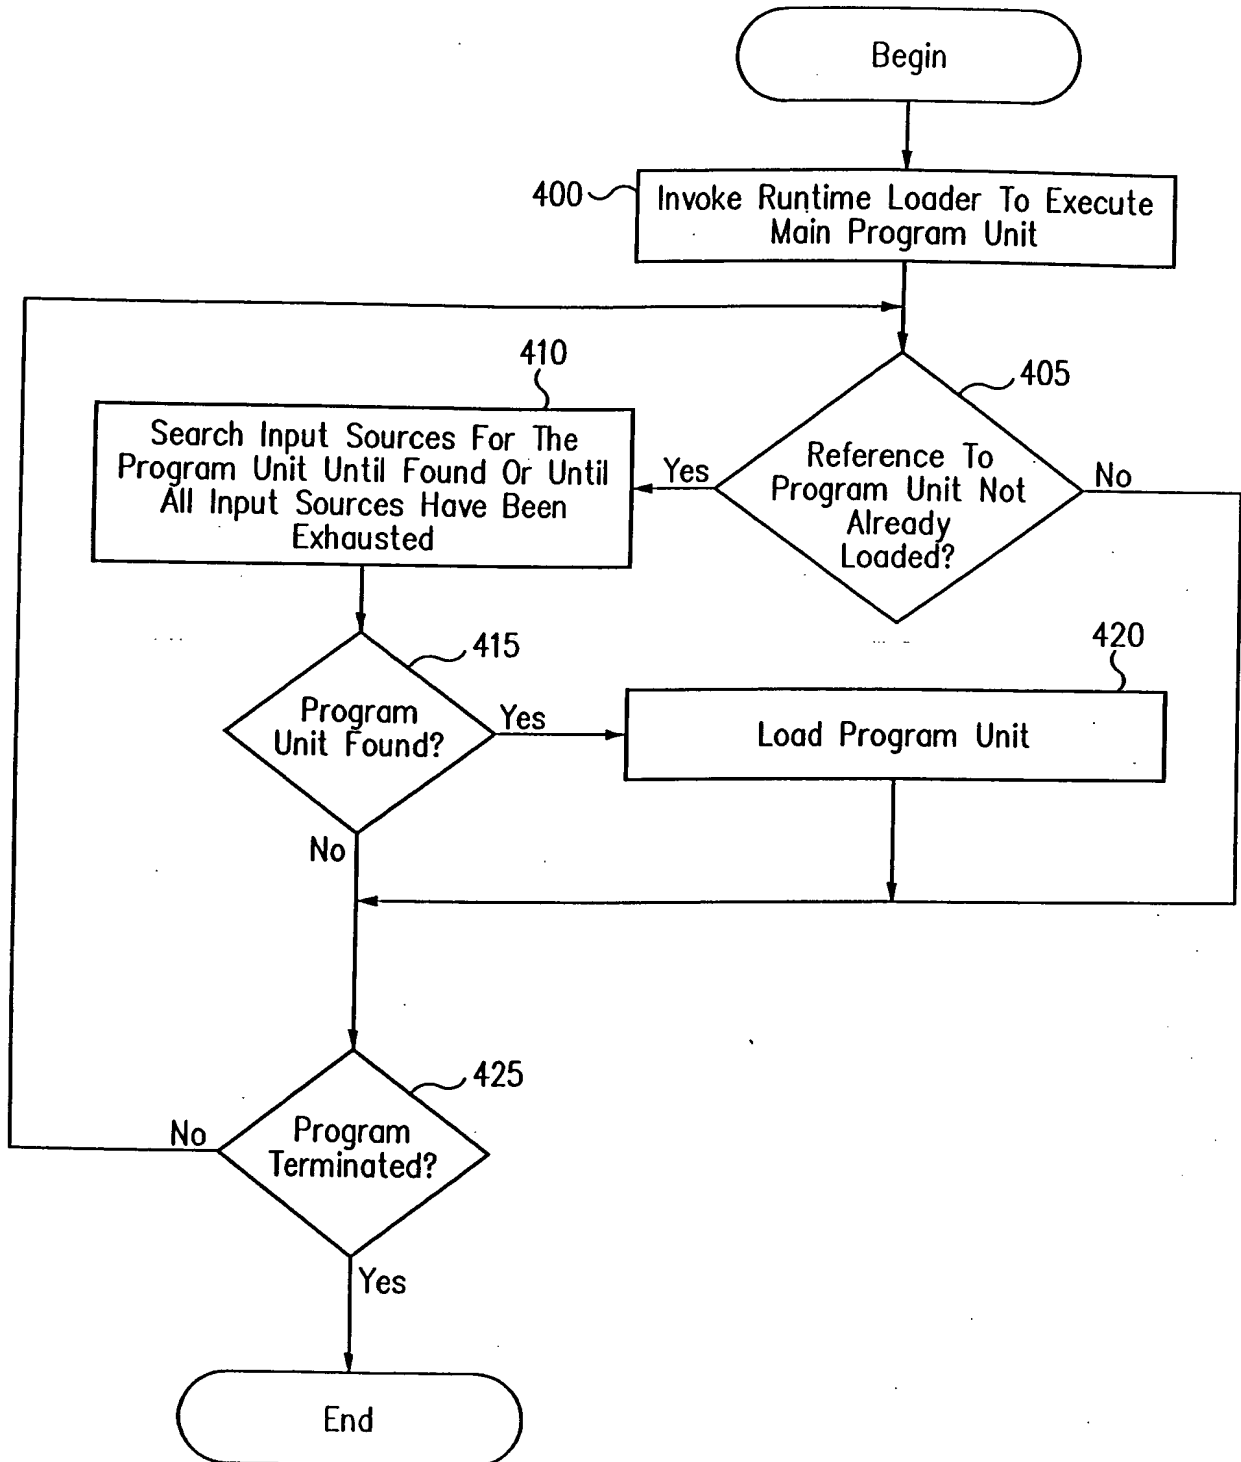 Begin
400
Invoke Runtime Loader To Execute
Main Program Unit
410
405
Search Input Sources For The
Program Unit Until Found Or Until
All Input Sources Have Been
Exhausted
Yes
Reference To
Program Unit Not
Already
Loaded?
No
415
420
Program
Unit Found?
Yes
Load Program Unit
No
425
No
Program
Terminated?
Yes
End